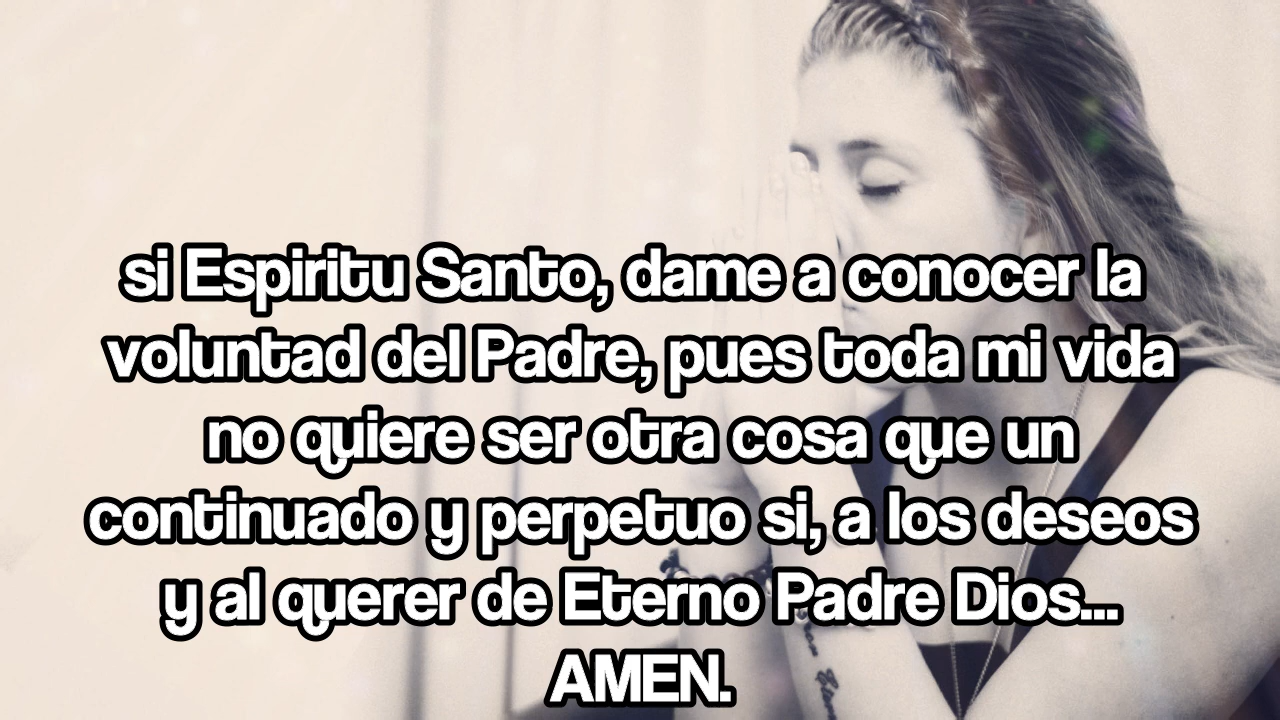 si Espiritu Santo, dame a conocer la
voluntad del Padre, pues toda mi vida
no quiere ser otra cosa que un
continuado y perpetuo si, a los deseos
y al querer de Eterno Padre Dios...
AMEN.